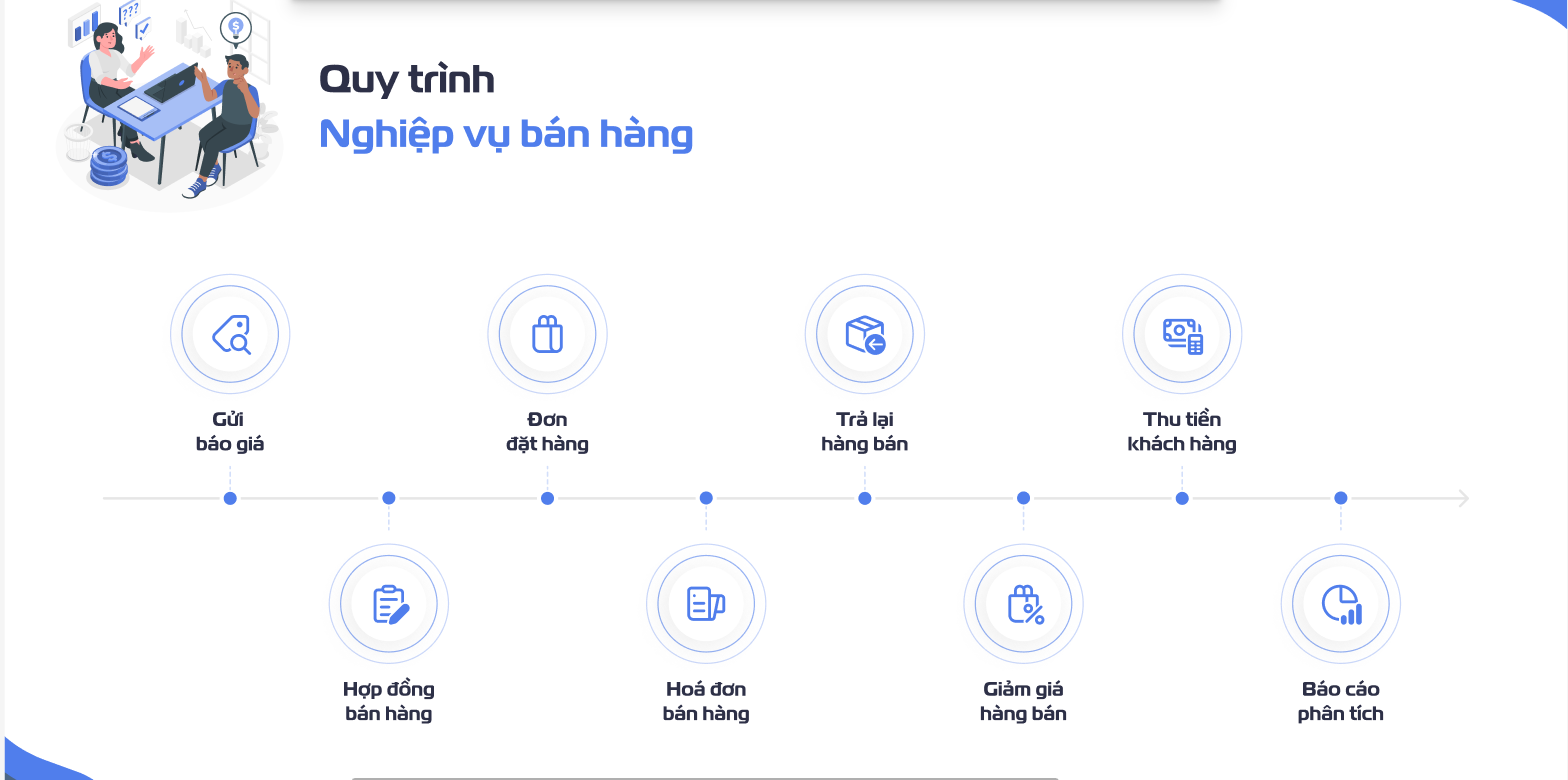 ???
Quy trình
Nghiệp vụ bán hàng
Gửi
báo giá
Đơn
đặt hàng
Trả lại
hàng bán
Thu tiền
khách hàng
Hợp đồng
bán hàng
Hoá đơn
bán hàng
Giảm giá
hàng bán
Báo cáo
phân tích